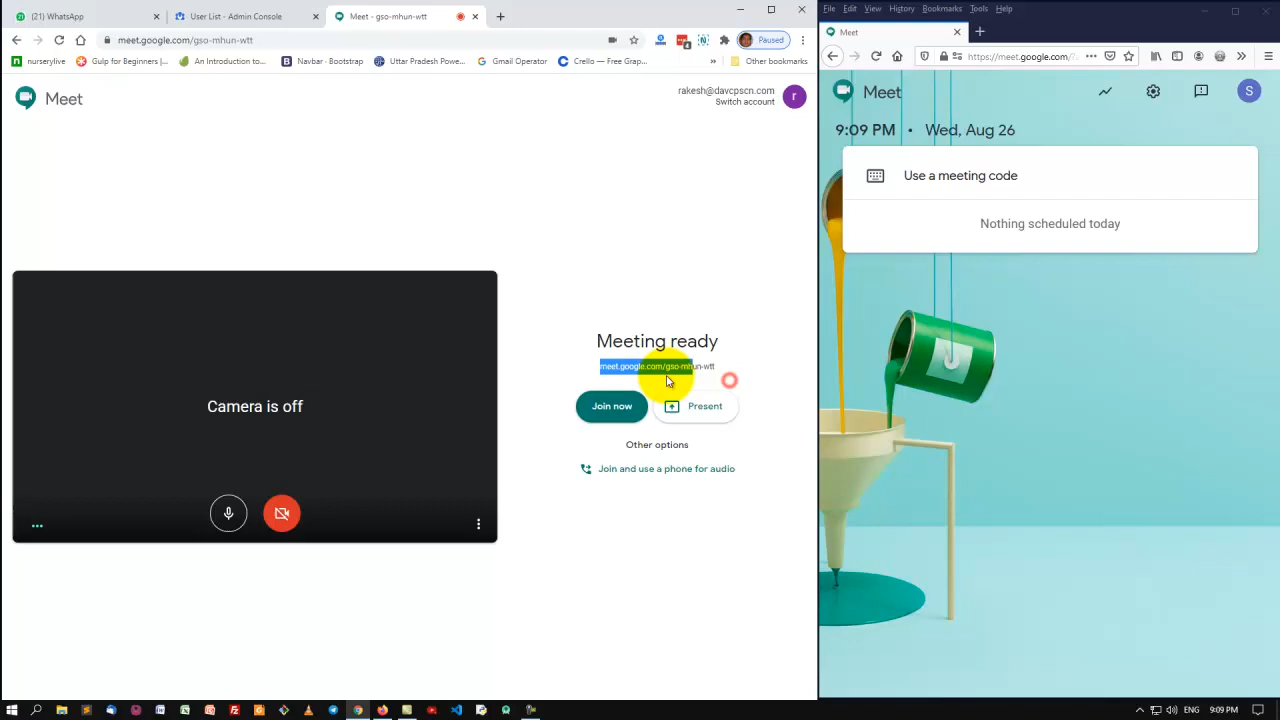 (1) WhatsApp
User List - Admin Console
Meet - gso-mhun-wtt
meet.google.com/gso-mhun-wtt
4
Paused
nurserylive
Gulp for Beginners...
An Introduction to...
Navbar · Bootstrap
Uttar Pradesh Powe...
Gmail Operator
Crello — Free Grap...
Other bookmarks
Meet
rakesh@davcpscn.com
Switch account
r
Meeting ready
meet.google.com/gso-mhun-wtt
Camera is off
Join now
Present
Other options
Join and use a phone for audio
File Edit View History Bookmarks Tools Help
Meet
https://meet.google.com/?
Meet
S
9:09 PM • Wed, Aug 26
Use a meeting code
Nothing scheduled today
ENG 9:09 PM